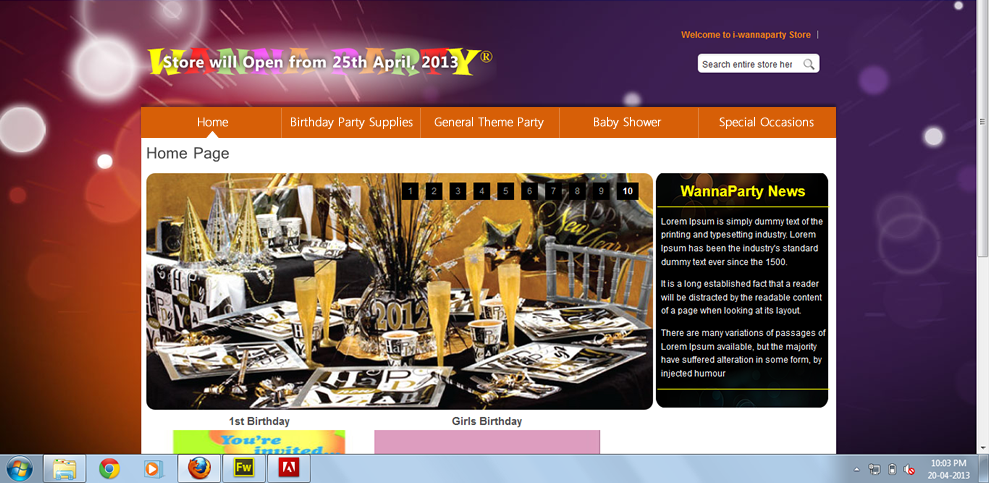 Welcome to i-wannaparty Store |
WANNA PARTY®
Store will Open from 25th April, 2013
Search entire store her
Home Birthday Party Supplies General Theme Party Baby Shower Special Occasions
Home Page
1 2 3 4 5 6 7 8 9 10
New Year
2012
WannaParty News
Lorem Ipsum is simply dummy text of the
printing and typesetting industry. Lorem
Ipsum has been the industry's standard
dummy text ever since the 1500.
It is a long established fact that a reader
will be distracted by the readable content
of a page when looking at its layout.
There are many variations of passages of
Lorem Ipsum available, but the majority
have suffered alteration in some form, by
injected humour
1st Birthday Girls Birthday
You're
invited...
Fw
10:03 PM
20-04-2013